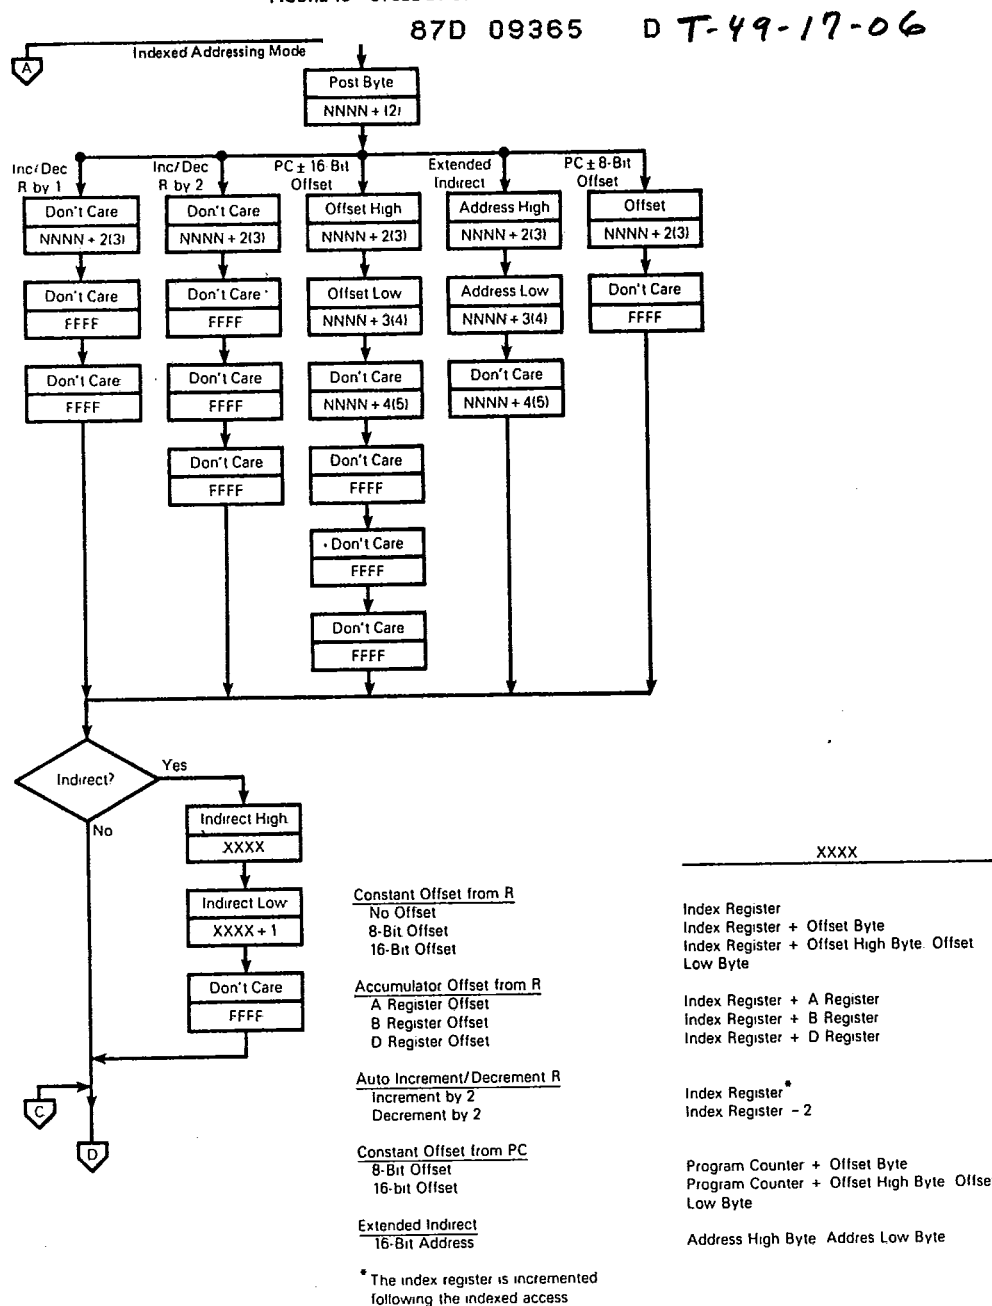 87D 09365 D T-49-17-06
Indexed Addressing Mode
A
Post Byte
NNNN + (2)
Inc/Dec
R by 1
Inc/Dec
R by 2
PC ± 16-Bit
Offset
Extended
Indirect
PC ± 8-Bit
Offset
Don't Care
NNNN + 2(3)
Don't Care
NNNN + 2(3)
Offset High
NNNN + 2(3)
Address High
NNNN + 2(3)
Offset
NNNN + 2(3)
Don't Care
FFFF
Don't Care
FFFF
Offset Low
NNNN + 3(4)
Address Low
NNNN + 3(4)
Don't Care
FFFF
Don't Care
FFFF
Don't Care
FFFF
Don't Care
NNNN + 4(5)
Don't Care
NNNN + 4(5)
Don't Care
FFFF
Don't Care
FFFF
Don't Care
FFFF
Don't Care
FFFF
Indirect?
Yes
No
Indirect High
XXXX
Indirect Low
XXXX + 1
Don't Care
FFFF
C
D
XXXX
Constant Offset from R
No Offset
Index Register
8-Bit Offset
Index Register + Offset Byte
16-Bit Offset
Index Register + Offset High Byte Offset
Low Byte
Accumulator Offset from R
A Register Offset
Index Register + A Register
B Register Offset
Index Register + B Register
D Register Offset
Index Register + D Register
Auto Increment/Decrement R
Increment by 2
Index Register*
Decrement by 2
Index Register - 2
Constant Offset from PC
8-Bit Offset
Program Counter + Offset Byte
16-bit Offset
Program Counter + Offset High Byte Offse
Low Byte
Extended Indirect
16-Bit Address
Address High Byte Addres Low Byte
* The index register is incremented
following the indexed access